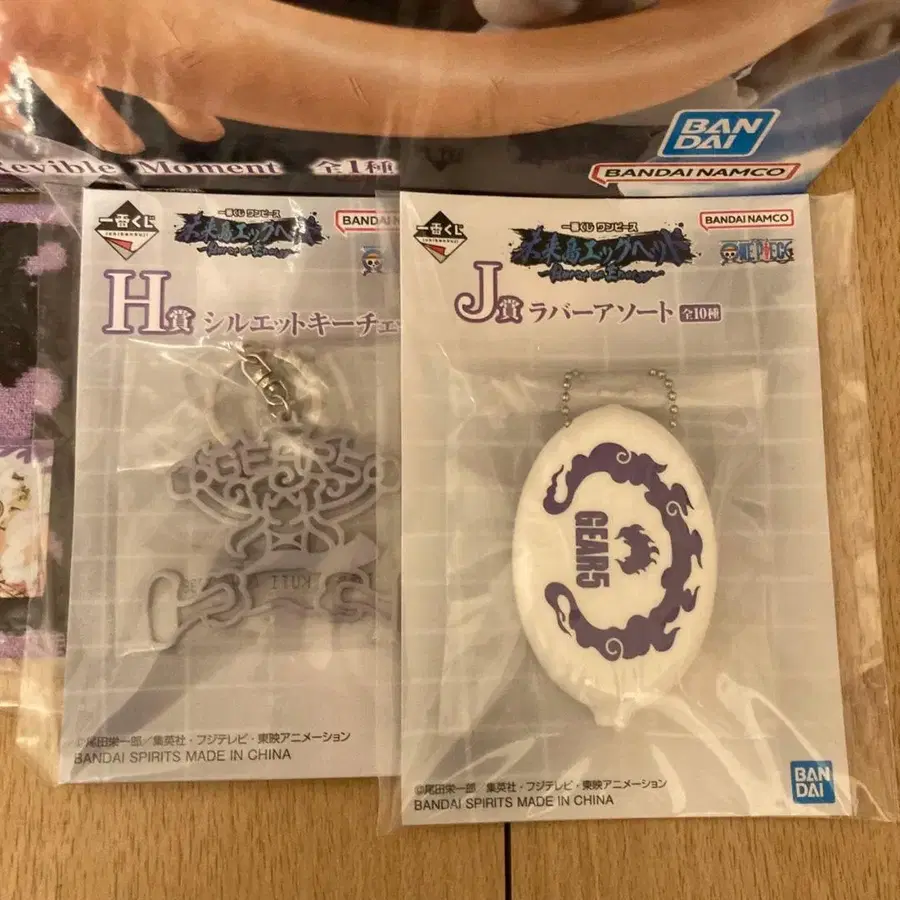 BAN
DAI
BANDAI NAMCO
evible Moment 全1種
一番くじ
一番くじ ワンピース
未来島エッグヘッド
BANDAI
H賞 シルエットキーチェ
GEAR5
©尾田栄一郎/集英社・フジテレビ・東映アニメーション
BANDAI SPIRITS MADE IN CHINA
一番くじ
一番くじ ワンピース
未来島エッグヘッド
BANDAI NAMCO
ONE PIECE
J賞 ラバーアソート 全10種
GEAR5
©尾田栄一郎 集英社・フジテレビ・東映アニメーション
BANDAI SPIRITS MADE IN CHINA
BAN
DAI